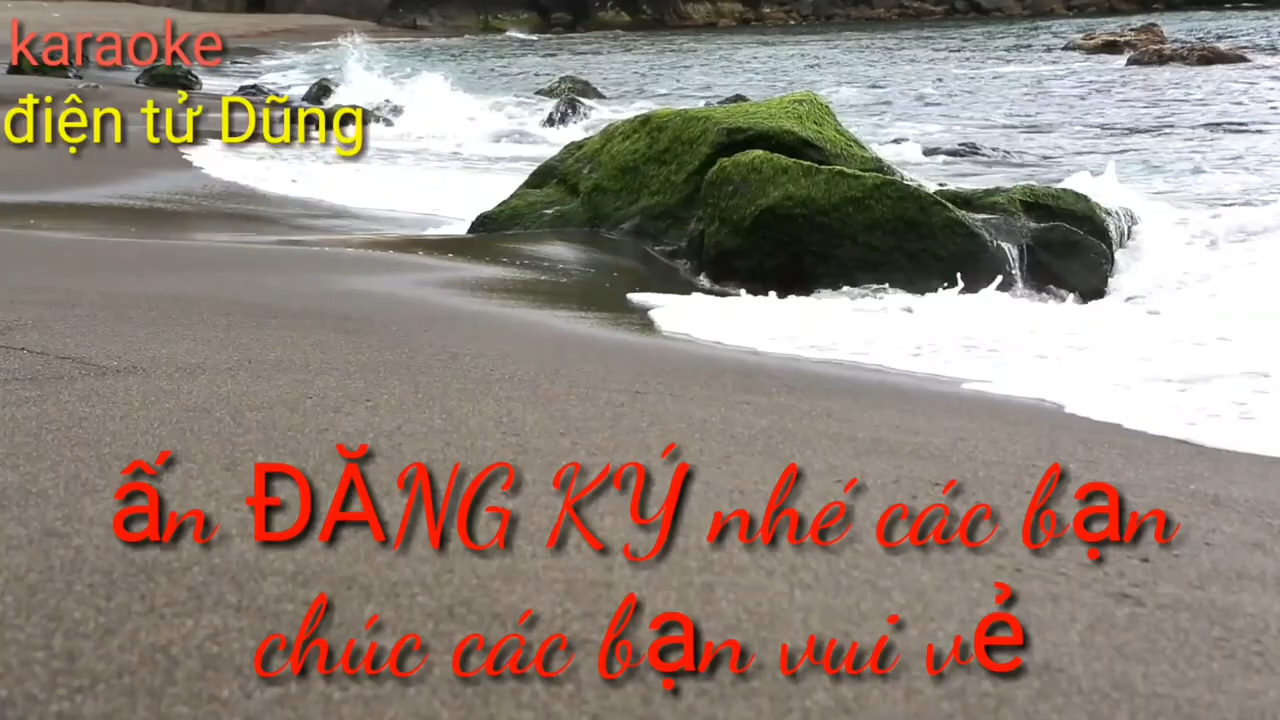 karaoke
điện tử Dũng
ấn ĐĂNG KÝ nhé các bạn
chúc các bạn vui vẻ